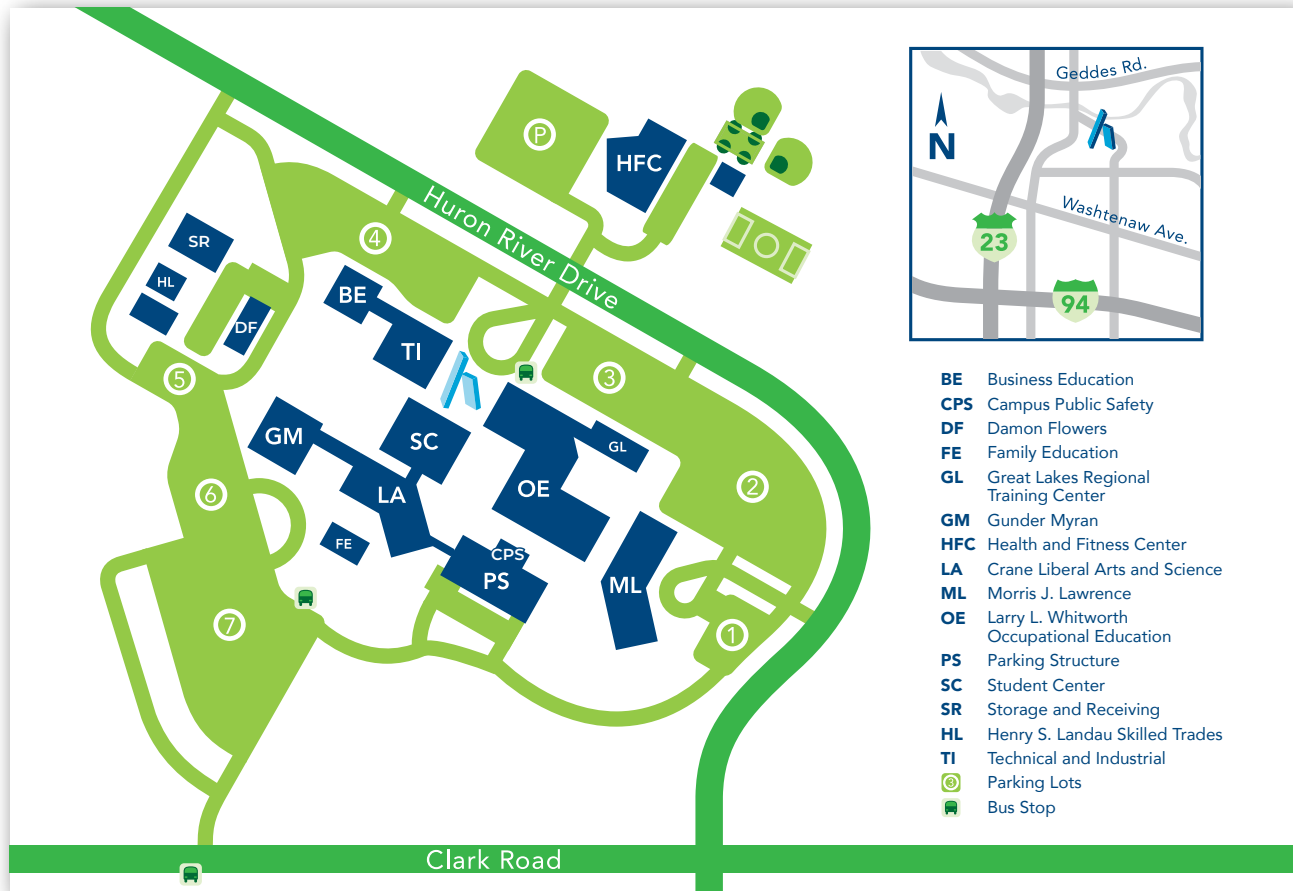 Geddes Rd.
N
Washtenaw Ave.
23
94
P
HFC
Huron River Drive
4
SR
HL
BE
DF
TI
3
5
GM
SC
GL
LA
OE
2
6
FE
CPS
PS
ML
7
1
Clark Road
BE Business Education
CPS Campus Public Safety
DF Damon Flowers
FE Family Education
GL Great Lakes Regional
Training Center
GM Gunder Myran
HFC Health and Fitness Center
LA Crane Liberal Arts and Science
ML Morris J. Lawrence
OE Larry L. Whitworth
Occupational Education
PS Parking Structure
SC Student Center
SR Storage and Receiving
HL Henry S. Landau Skilled Trades
TI Technical and Industrial
3 Parking Lots
Bus Stop